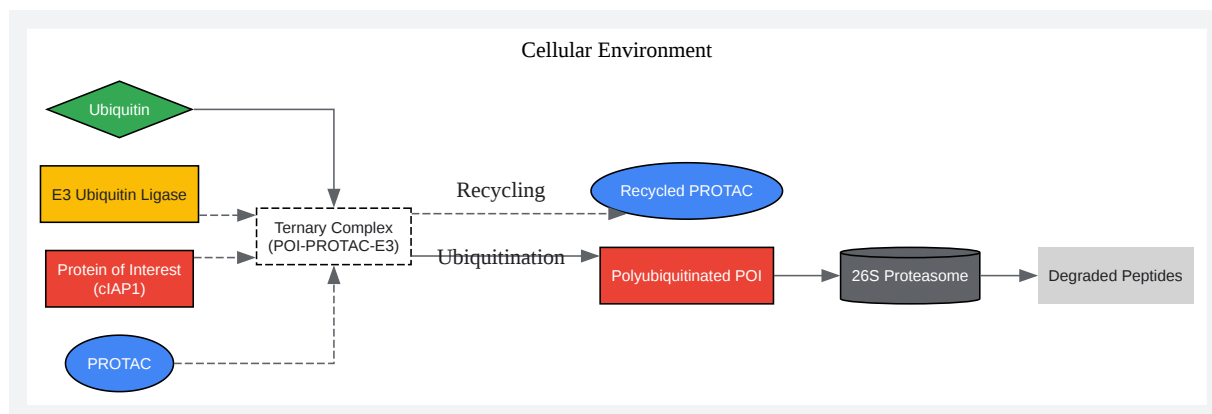 Cellular Environment
Ubiquitin
E3 Ubiquitin Ligase
Protein of Interest
(cIAP1)
PROTAC
Ternary Complex
(POI-PROTAC-E3)
Recycling
Ubiquitination
Recycled PROTAC
Polyubiquitinated POI
26S Proteasome
Degraded Peptides